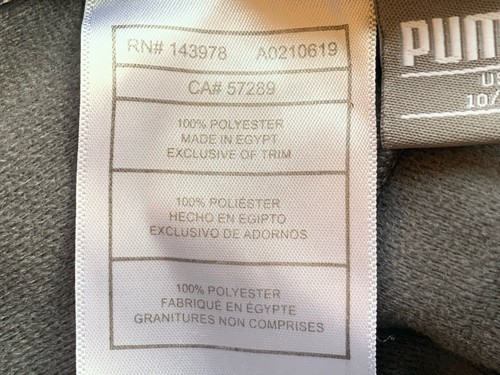 RN# 143978 A0210619
CA# 57289
100% POLYESTER
MADE IN EGYPT
EXCLUSIVE OF TRIM
100% POLIÉSTER
HECHO EN EGIPTO
EXCLUSIVO DE ADORNOS
100% POLYESTER
FABRIQUÉ EN ÉGYPTE
GRANITURES NON COMPRISES
PUM
10/